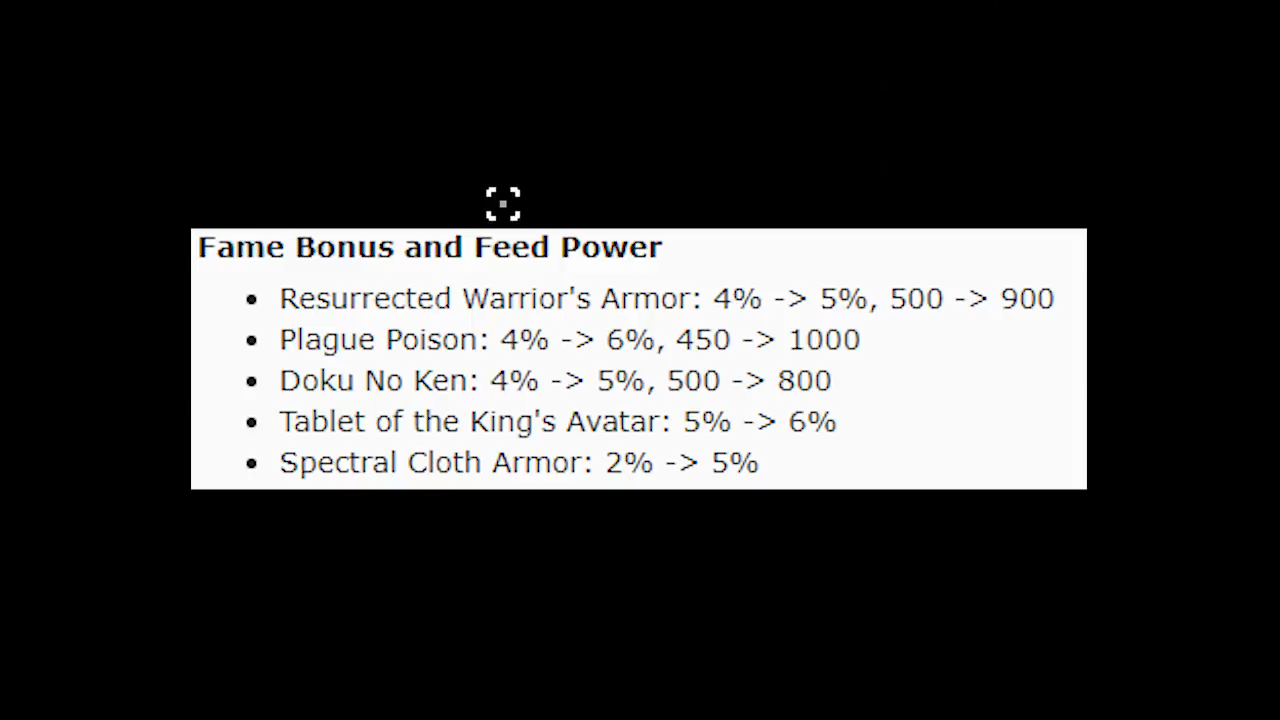 Fame Bonus and Feed Power
• Resurrected Warrior's Armor: 4% -> 5%, 500 -> 900
• Plague Poison: 4% -> 6%, 450 -> 1000
• Doku No Ken: 4% -> 5%, 500 -> 800
• Tablet of the King's Avatar: 5% -> 6%
• Spectral Cloth Armor: 2% -> 5%